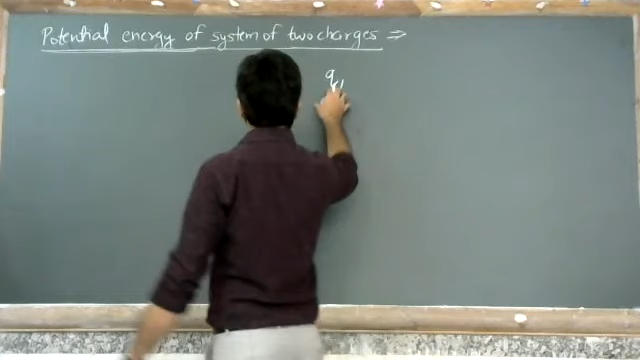 Potential energy of system of two charges ⇒
q1